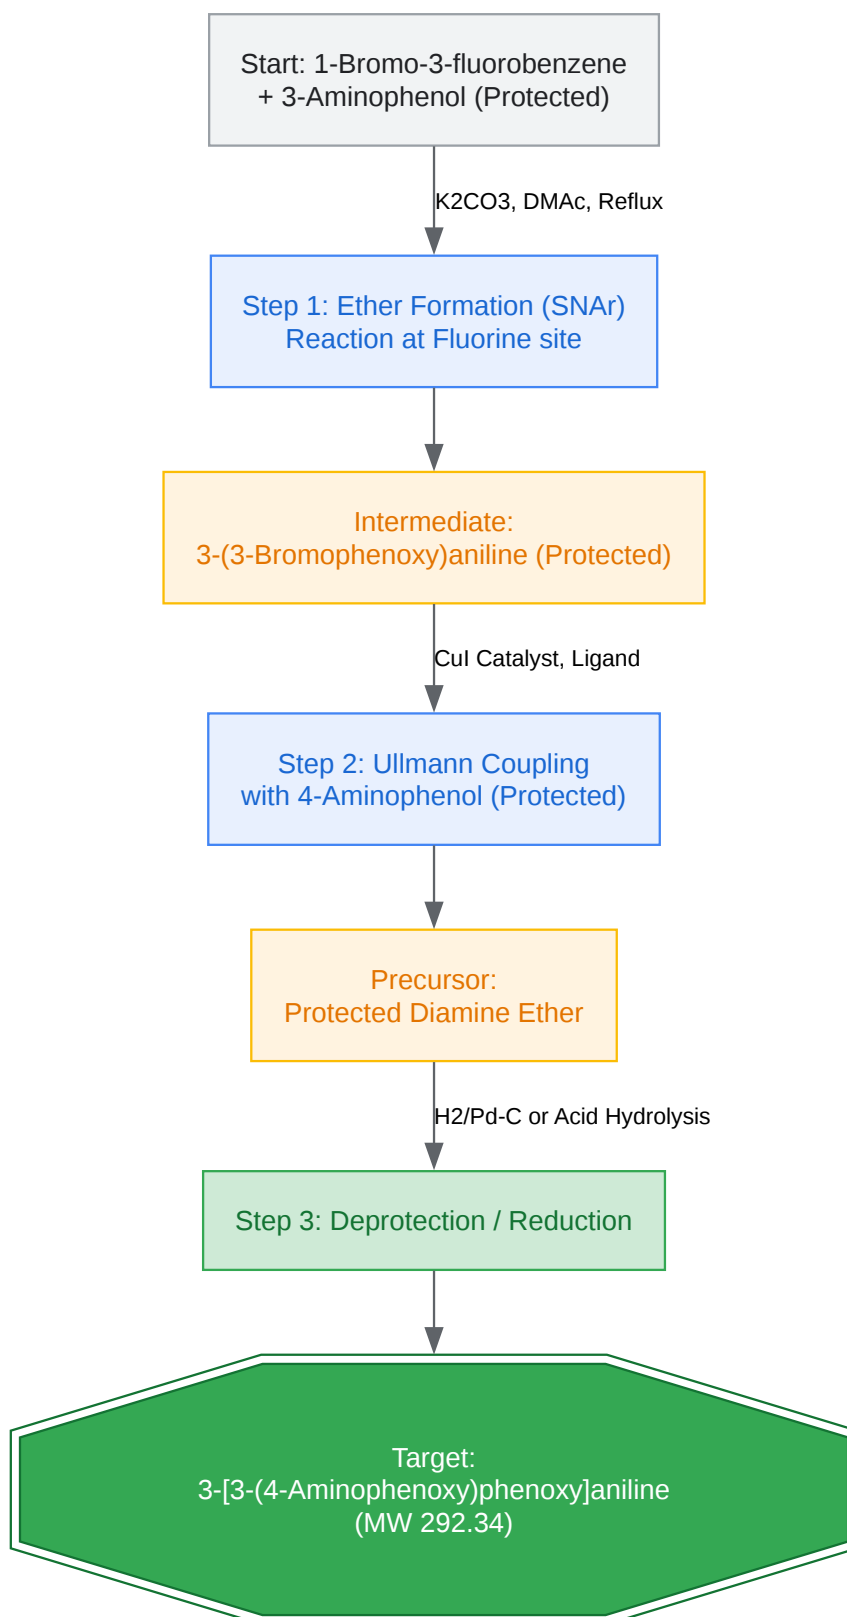 Start: 1-Bromo-3-fluorobenzene
+ 3-Aminophenol (Protected)
K2CO3, DMAc, Reflux
Step 1: Ether Formation (SNAr)
Reaction at Fluorine site
Intermediate:
3-(3-Bromophenoxy)aniline (Protected)
CuI Catalyst, Ligand
Step 2: Ullmann Coupling
with 4-Aminophenol (Protected)
Precursor:
Protected Diamine Ether
H2/Pd-C or Acid Hydrolysis
Step 3: Deprotection / Reduction
Target:
3-[3-(4-Aminophenoxy)phenoxy]aniline
(MW 292.34)